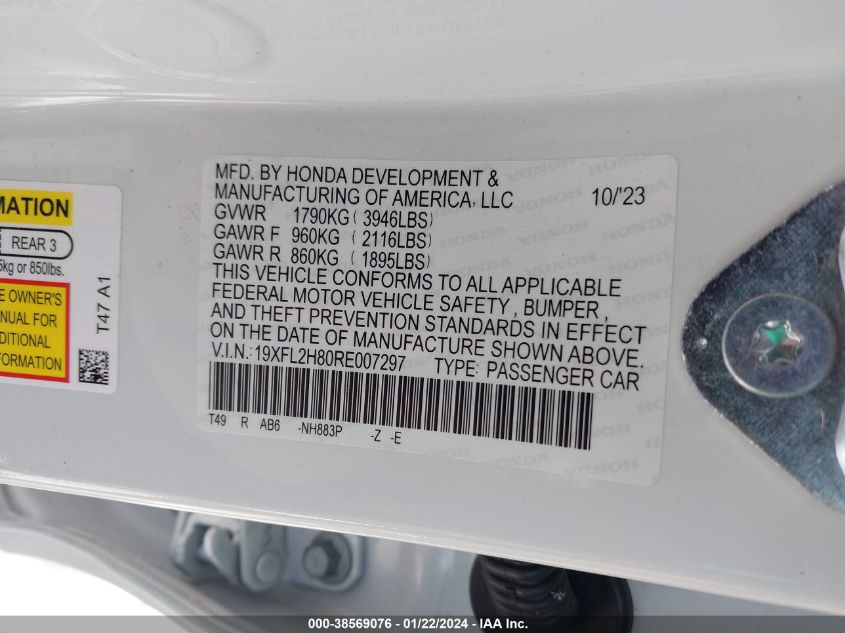 MATION
REAR 3
5kg or 850lbs.
E OWNER'S
ANUAL FOR
DITIONAL
FORMATION
T47 A1
MFD. BY HONDA DEVELOPMENT &
MANUFACTURING OF AMERICA, LLC 10/'23
GVWR 1790KG ( 3946LBS)
GAWR F 960KG ( 2116LBS)
GAWR R 860KG ( 1895LBS)
THIS VEHICLE CONFORMS TO ALL APPLICABLE
FEDERAL MOTOR VEHICLE SAFETY , BUMPER ,
AND THEFT PREVENTION STANDARDS IN EFFECT
ON THE DATE OF MANUFACTURE SHOWN ABOVE.
V.I.N.:19XFL2H80RE007297 TYPE: PASSENGER CAR
T49 R AB6 -NH883P -Z -E
000-38569076 - 01/22/2024 - IAA Inc.